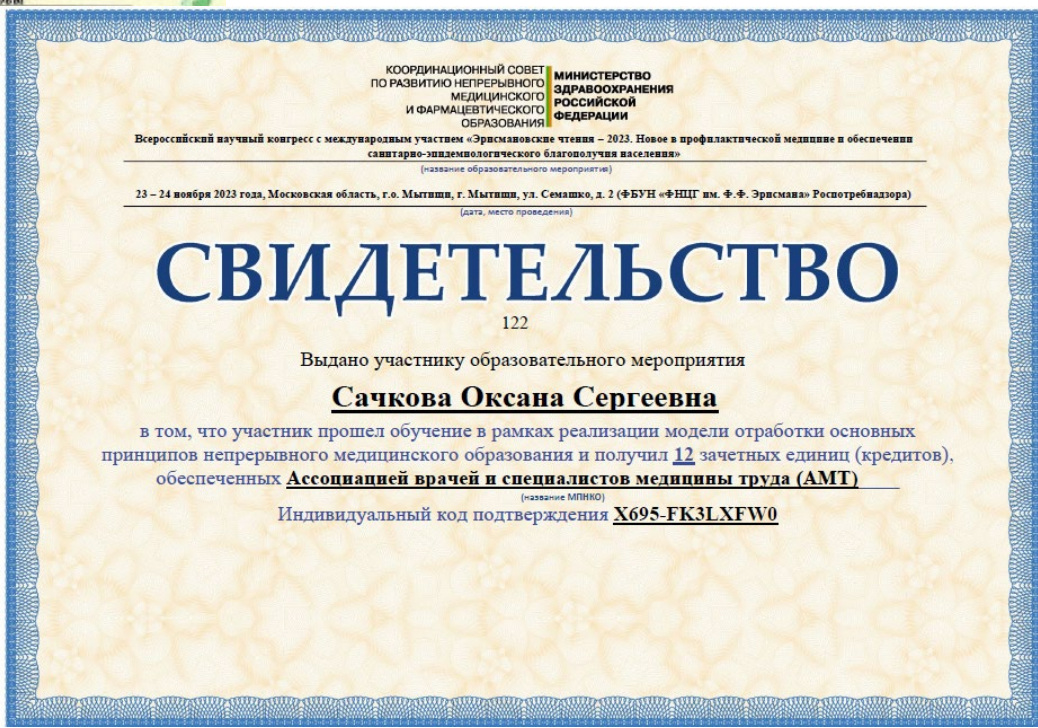 КООРДИНАЦИОННЫЙ СОВЕТ
ПО РАЗВИТИЮ НЕПРЕРЫВНОГО
МЕДИЦИНСКОГО
И ФАРМАЦЕВТИЧЕСКОГО
ОБРАЗОВАНИЯ
МИНИСТЕРСТВО
ЗДРАВООХРАНЕНИЯ
РОССИЙСКОЙ
ФЕДЕРАЦИИ
Всероссийский научный конгресс с международным участием «Эрисмановские чтения – 2023. Новое в профилактической медицине и обеспечении
санитарно-эпидемиологического благополучия населения»
(название образовательного мероприятия)
23 – 24 ноября 2023 года, Московская область, г.о. Мытищи, г. Мытищи, ул. Семашко, д. 2 (ФБУН «ФНЦГ им. Ф.Ф. Эрисмана» Роспотребнадзора)
(дата, место проведения)
СВИДЕТЕЛЬСТВО
122
Выдано участнику образовательного мероприятия
Сачкова Оксана Сергеевна
в том, что участник прошел обучение в рамках реализации модели отработки основных
принципов непрерывного медицинского образования и получил 12 зачетных единиц (кредитов),
обеспеченных Ассоциацией врачей и специалистов медицины труда (АМТ)
(название МПНКО)
Индивидуальный код подтверждения X695-FK3LXFW0